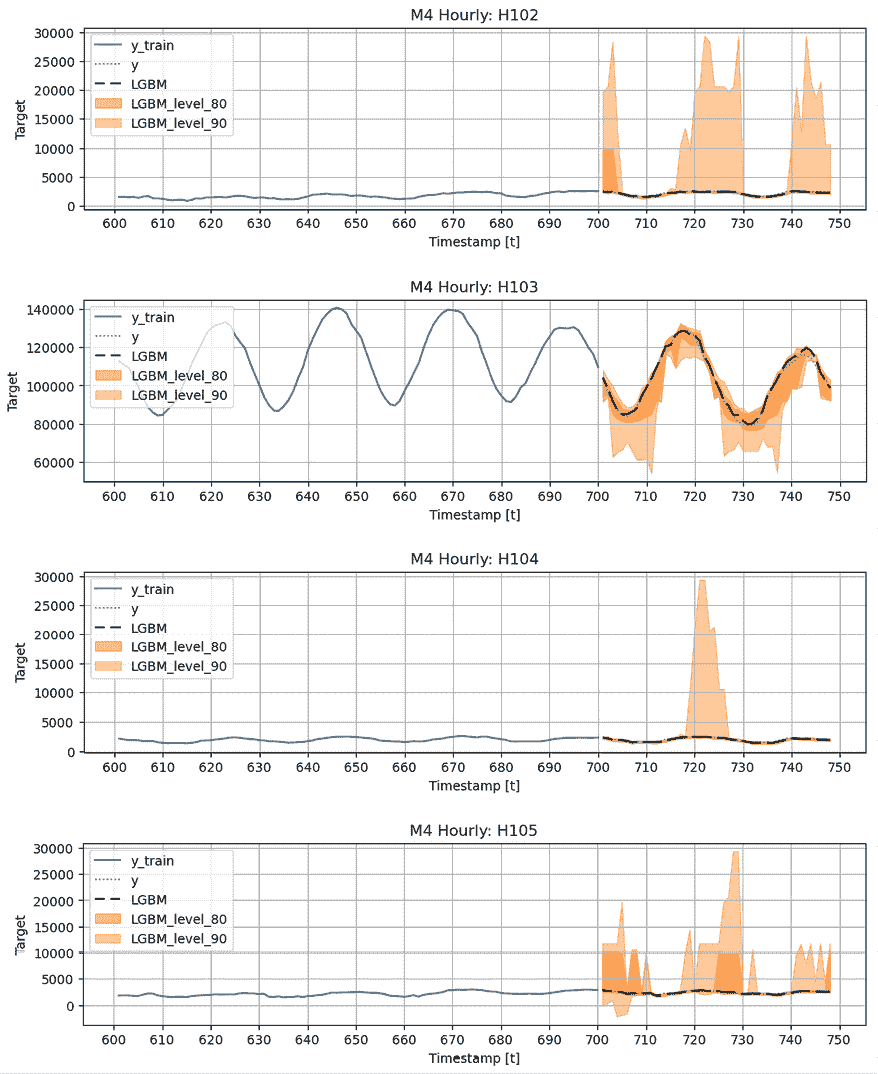 M4 Hourly: H102
30000
25000
20000
15000
10000
5000
0
Target
y_train
y
LGBM
LGBM_level_80
LGBM_level_90
600 610 620 630 640 650 660 670 680 690 700 710 720 730 740 750
Timestamp [t]
M4 Hourly: H103
140000
120000
100000
80000
60000
Target
y_train
y
LGBM
LGBM_level_80
LGBM_level_90
600 610 620 630 640 650 660 670 680 690 700 710 720 730 740 750
Timestamp [t]
M4 Hourly: H104
30000
25000
20000
15000
10000
5000
0
Target
y_train
y
LGBM
LGBM_level_80
LGBM_level_90
600 610 620 630 640 650 660 670 680 690 700 710 720 730 740 750
Timestamp [t]
M4 Hourly: H105
30000
25000
20000
15000
10000
5000
0
Target
y_train
y
LGBM
LGBM_level_80
LGBM_level_90
600 610 620 630 640 650 660 670 680 690 700 710 720 730 740 750
Timestamp [t]